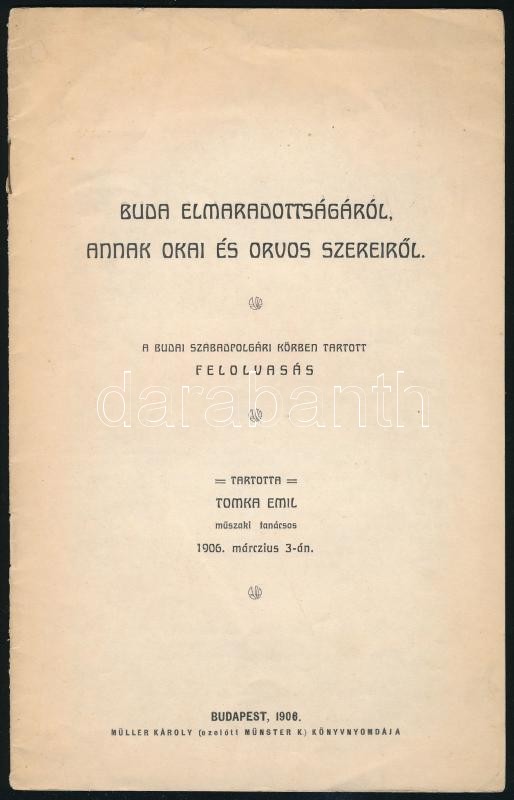 BUDA ELMARADOTTSÁGÁRÓL,
ANNAK OKAI ÉS ORVOS SZEREIRŐL.
A BUDAI SZABADPOLGÁRI KÖRBEN TARTOTT
FELOLVASÁS
darabanth
= TARTOTTA =
TOMKA EMIL
műszaki tanácsos
1906. márczius 3-án.
BUDAPEST, 1906.
MÜLLER KÁROLY (ezelőtt MÜNSTER K.) KÖNYVNYOMDÁJA